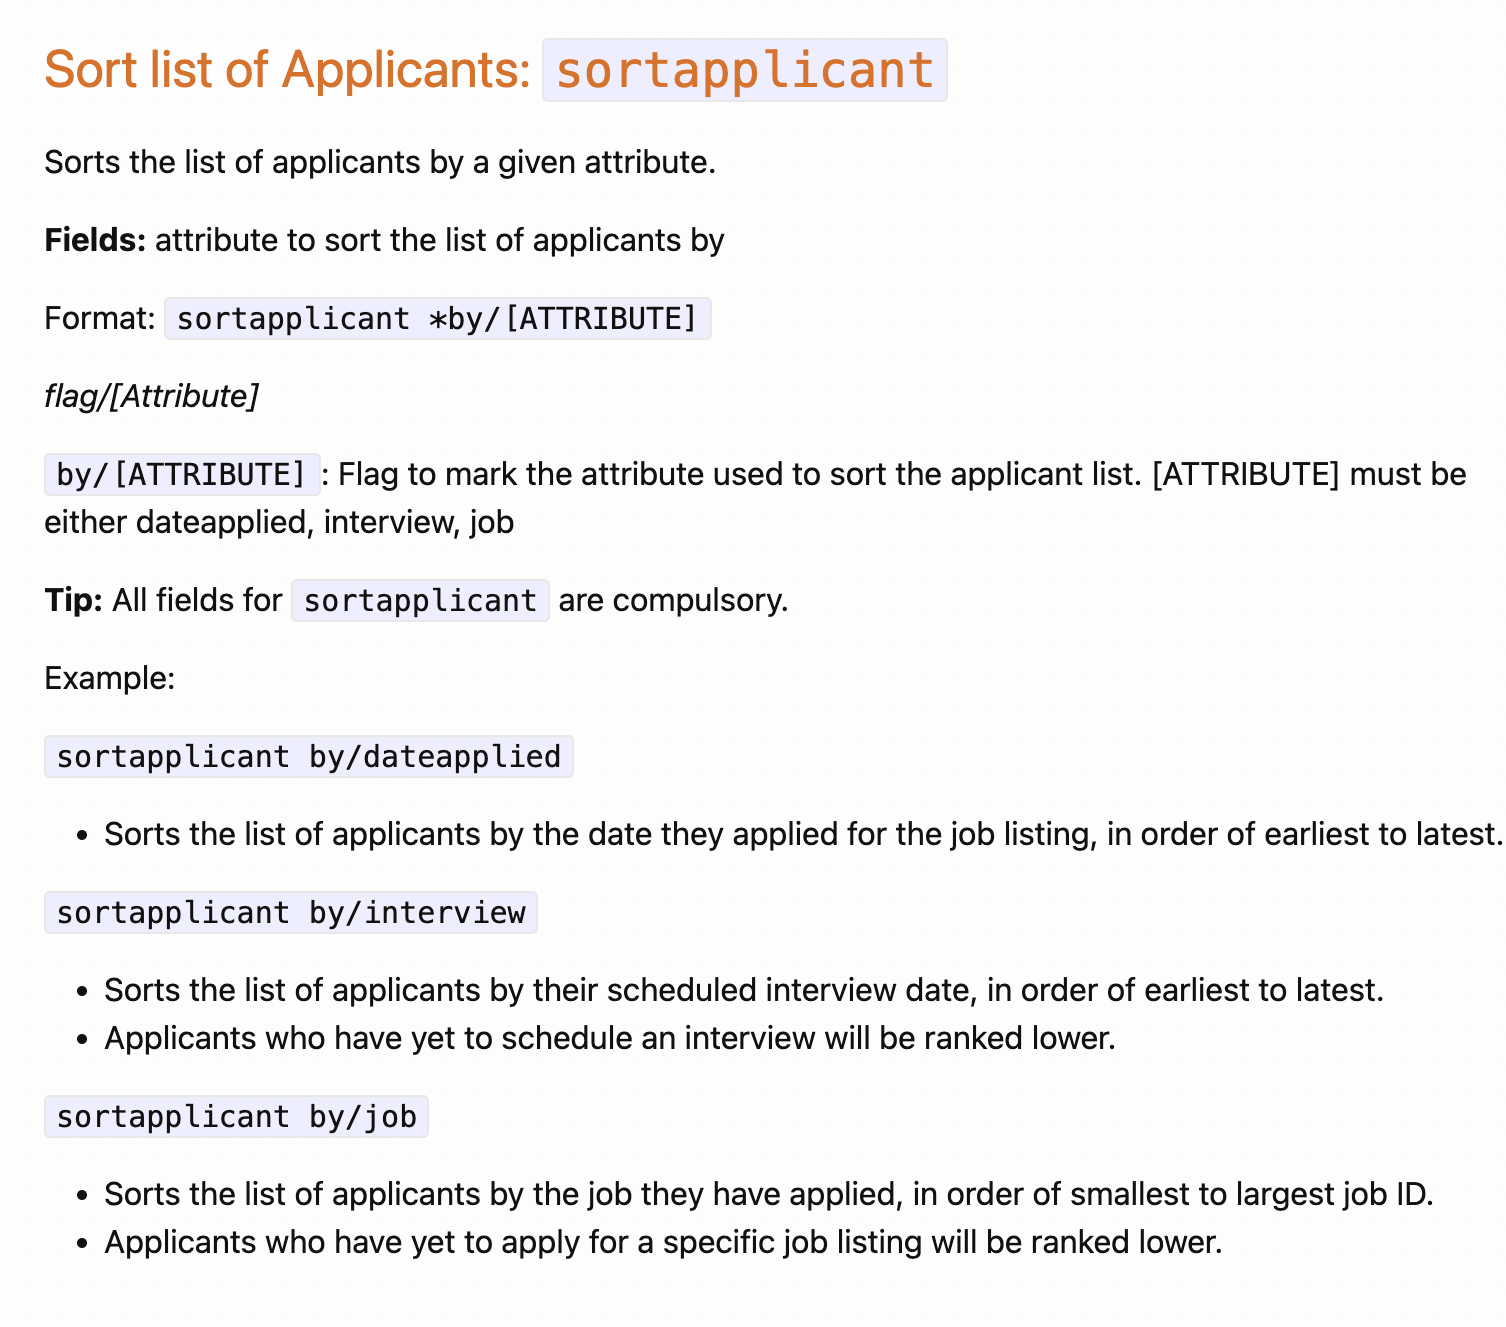 Sort list of Applicants: sortapplicant
Sorts the list of applicants by a given attribute.
Fields: attribute to sort the list of applicants by
Format: sortapplicant *by/[ATTRIBUTE]
flag/[Attribute]
by/[ATTRIBUTE] : Flag to mark the attribute used to sort the applicant list. [ATTRIBUTE] must be
either dateapplied, interview, job
Tip: All fields for sortapplicant are compulsory.
Example:
sortapplicant by/dateapplied
• Sorts the list of applicants by the date they applied for the job listing, in order of earliest to latest.
sortapplicant by/interview
• Sorts the list of applicants by their scheduled interview date, in order of earliest to latest.
• Applicants who have yet to schedule an interview will be ranked lower.
sortapplicant by/job
• Sorts the list of applicants by the job they have applied, in order of smallest to largest job ID.
• Applicants who have yet to apply for a specific job listing will be ranked lower.